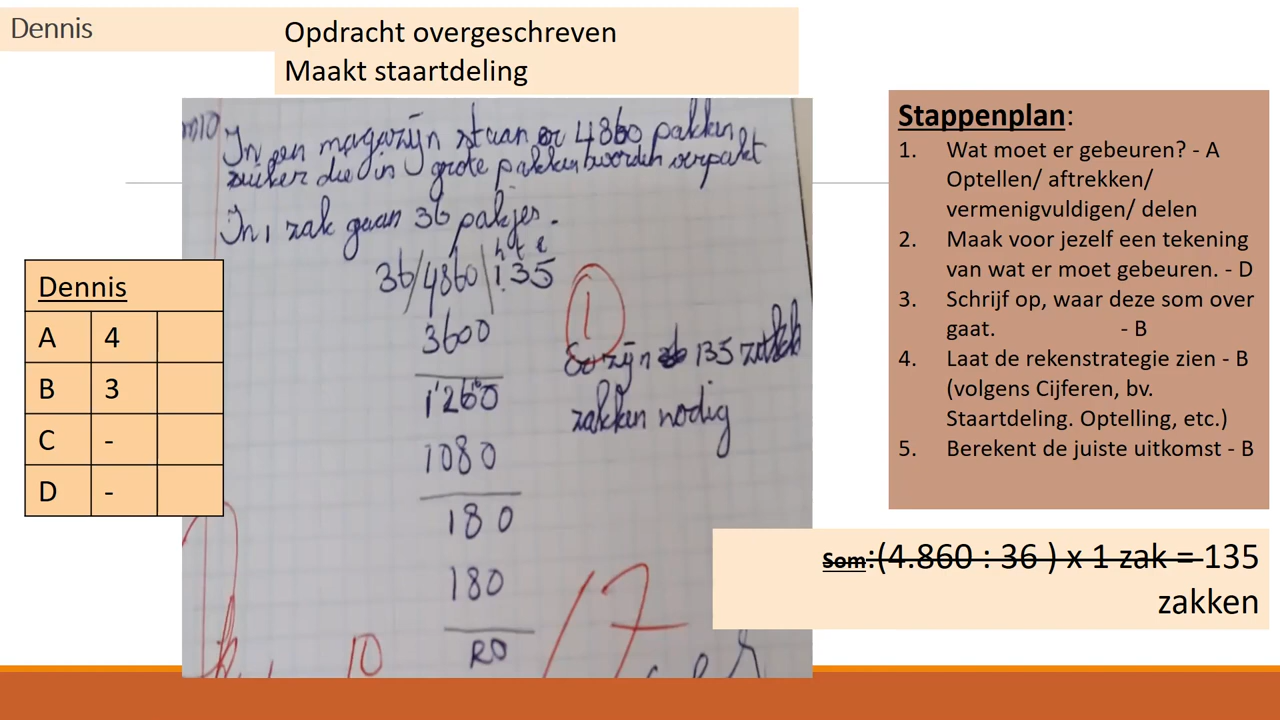 Dennis
Opdracht overgeschreven
Maakt staartdeling
In een magazijn staan er 4860 pakken
suiker die in grote pakken worden verpakt
In 1 zak gaan 36 pakjes.
h t e
36/4860\135
3600
1260
1080
180
180
R0
1
Er zijn 135
zakken nodig
10
17
Dennis
A 4
B 3
C -
D -
Stappenplan:
1. Wat moet er gebeuren? - A
Optellen/ aftrekken/
vermenigvuldigen/ delen
2. Maak voor jezelf een tekening
van wat er moet gebeuren. - D
3. Schrijf op, waar deze som over
gaat. - B
4. Laat de rekenstrategie zien - B
(volgens Cijferen, bv.
Staartdeling. Optelling, etc.)
5. Berekent de juiste uitkomst - B
Som:(4.860 : 36 ) x 1 zak = 135
zakken